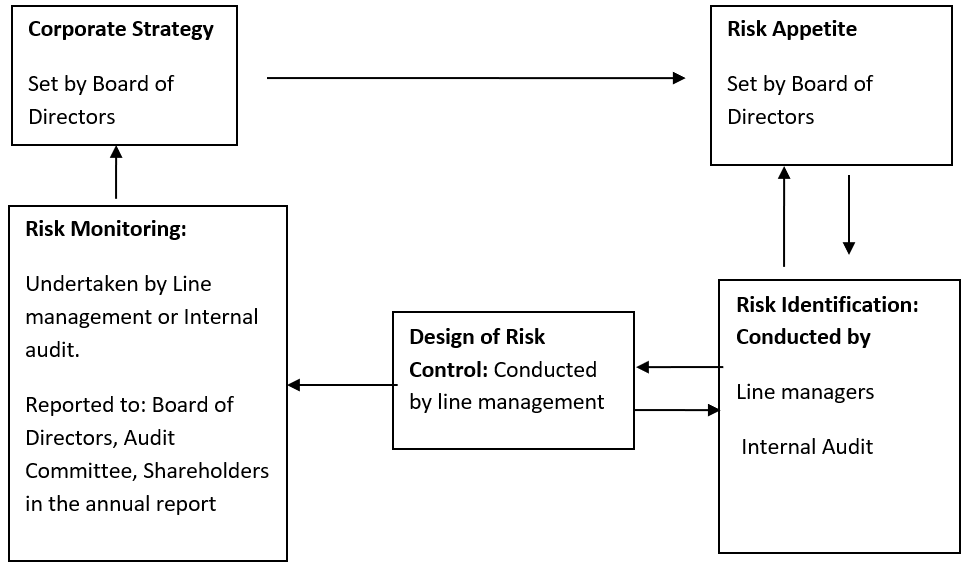 Corporate Strategy
Set by Board of
Directors
Risk Appetite
Set by Board of
Directors
Risk Monitoring:
Undertaken by Line
management or Internal
audit.
Reported to: Board of
Directors, Audit
Committee, Shareholders
in the annual report
Design of Risk
Control: Conducted
by line management
Risk Identification:
Conducted by
Line managers
Internal Audit